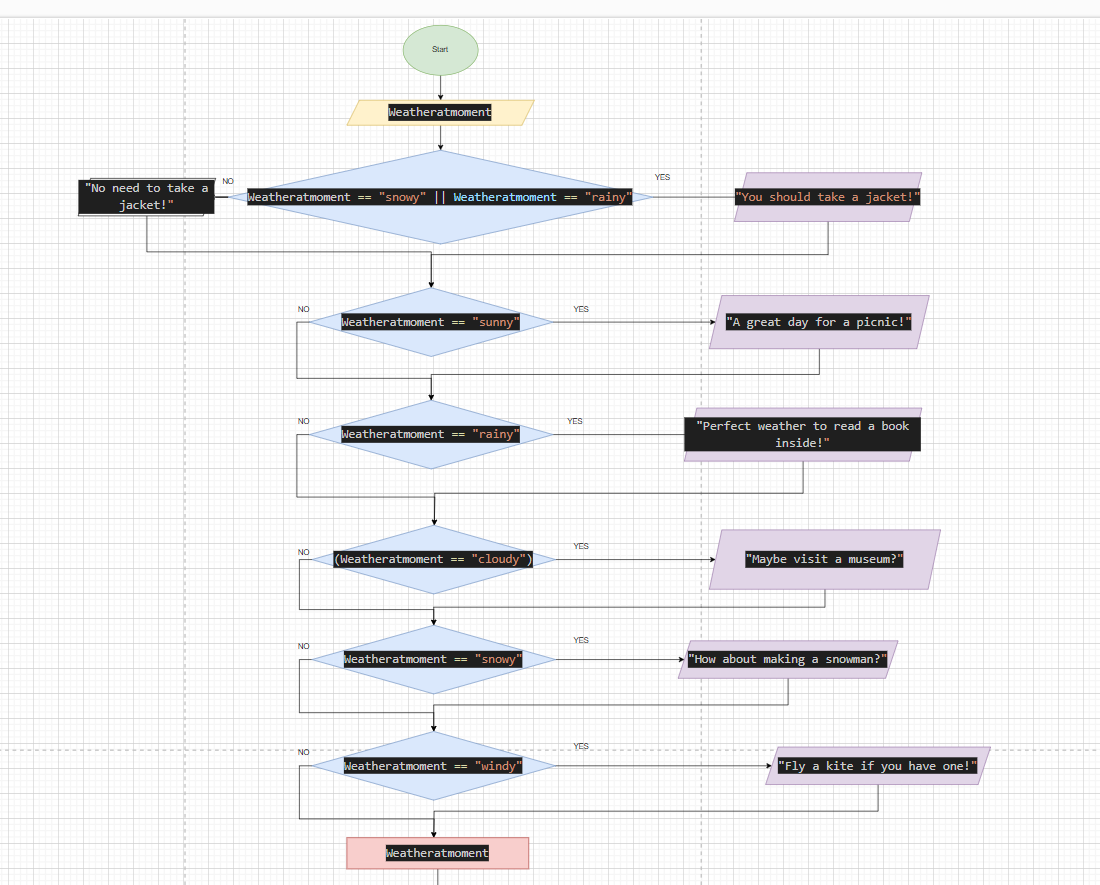 Start
Weatheratmoment
NO
YES
"No need to take a
jacket!"
Weatheratmoment == "snowy" || Weatheratmoment == "rainy"
"You should take a jacket!"
NO
YES
Weatheratmoment == "sunny"
"A great day for a picnic!"
NO
YES
Weatheratmoment == "rainy"
"Perfect weather to read a book
inside!"
NO
YES
(Weatheratmoment == "cloudy")
"Maybe visit a museum?"
NO
YES
Weatheratmoment == "snowy"
"How about making a snowman?"
NO
YES
Weatheratmoment == "windy"
"Fly a kite if you have one!"
Weatheratmoment